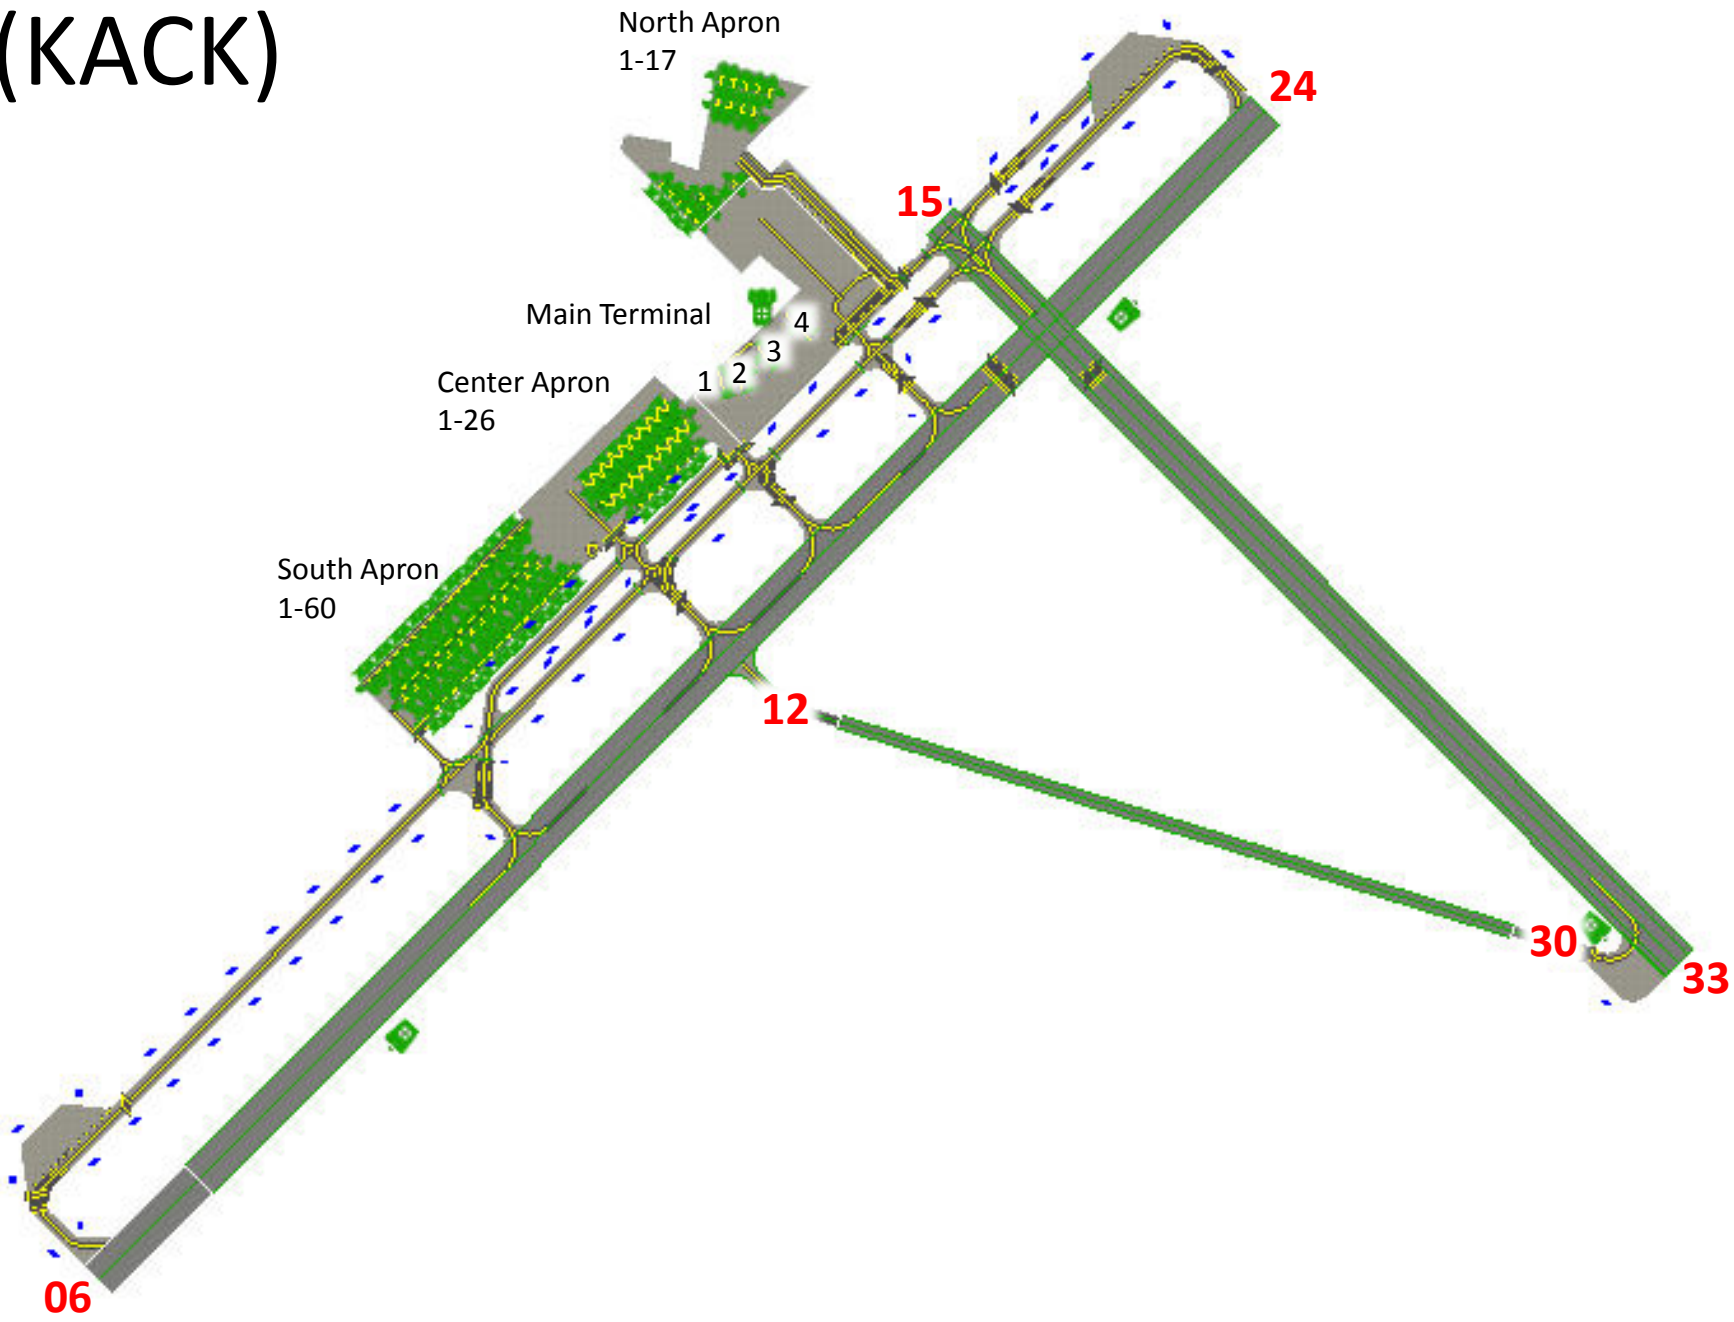 (KACK)
North Apron
1-17
24
15
Main Terminal
4
3
2
1
Center Apron
1-26
South Apron
1-60
12
30
33
06